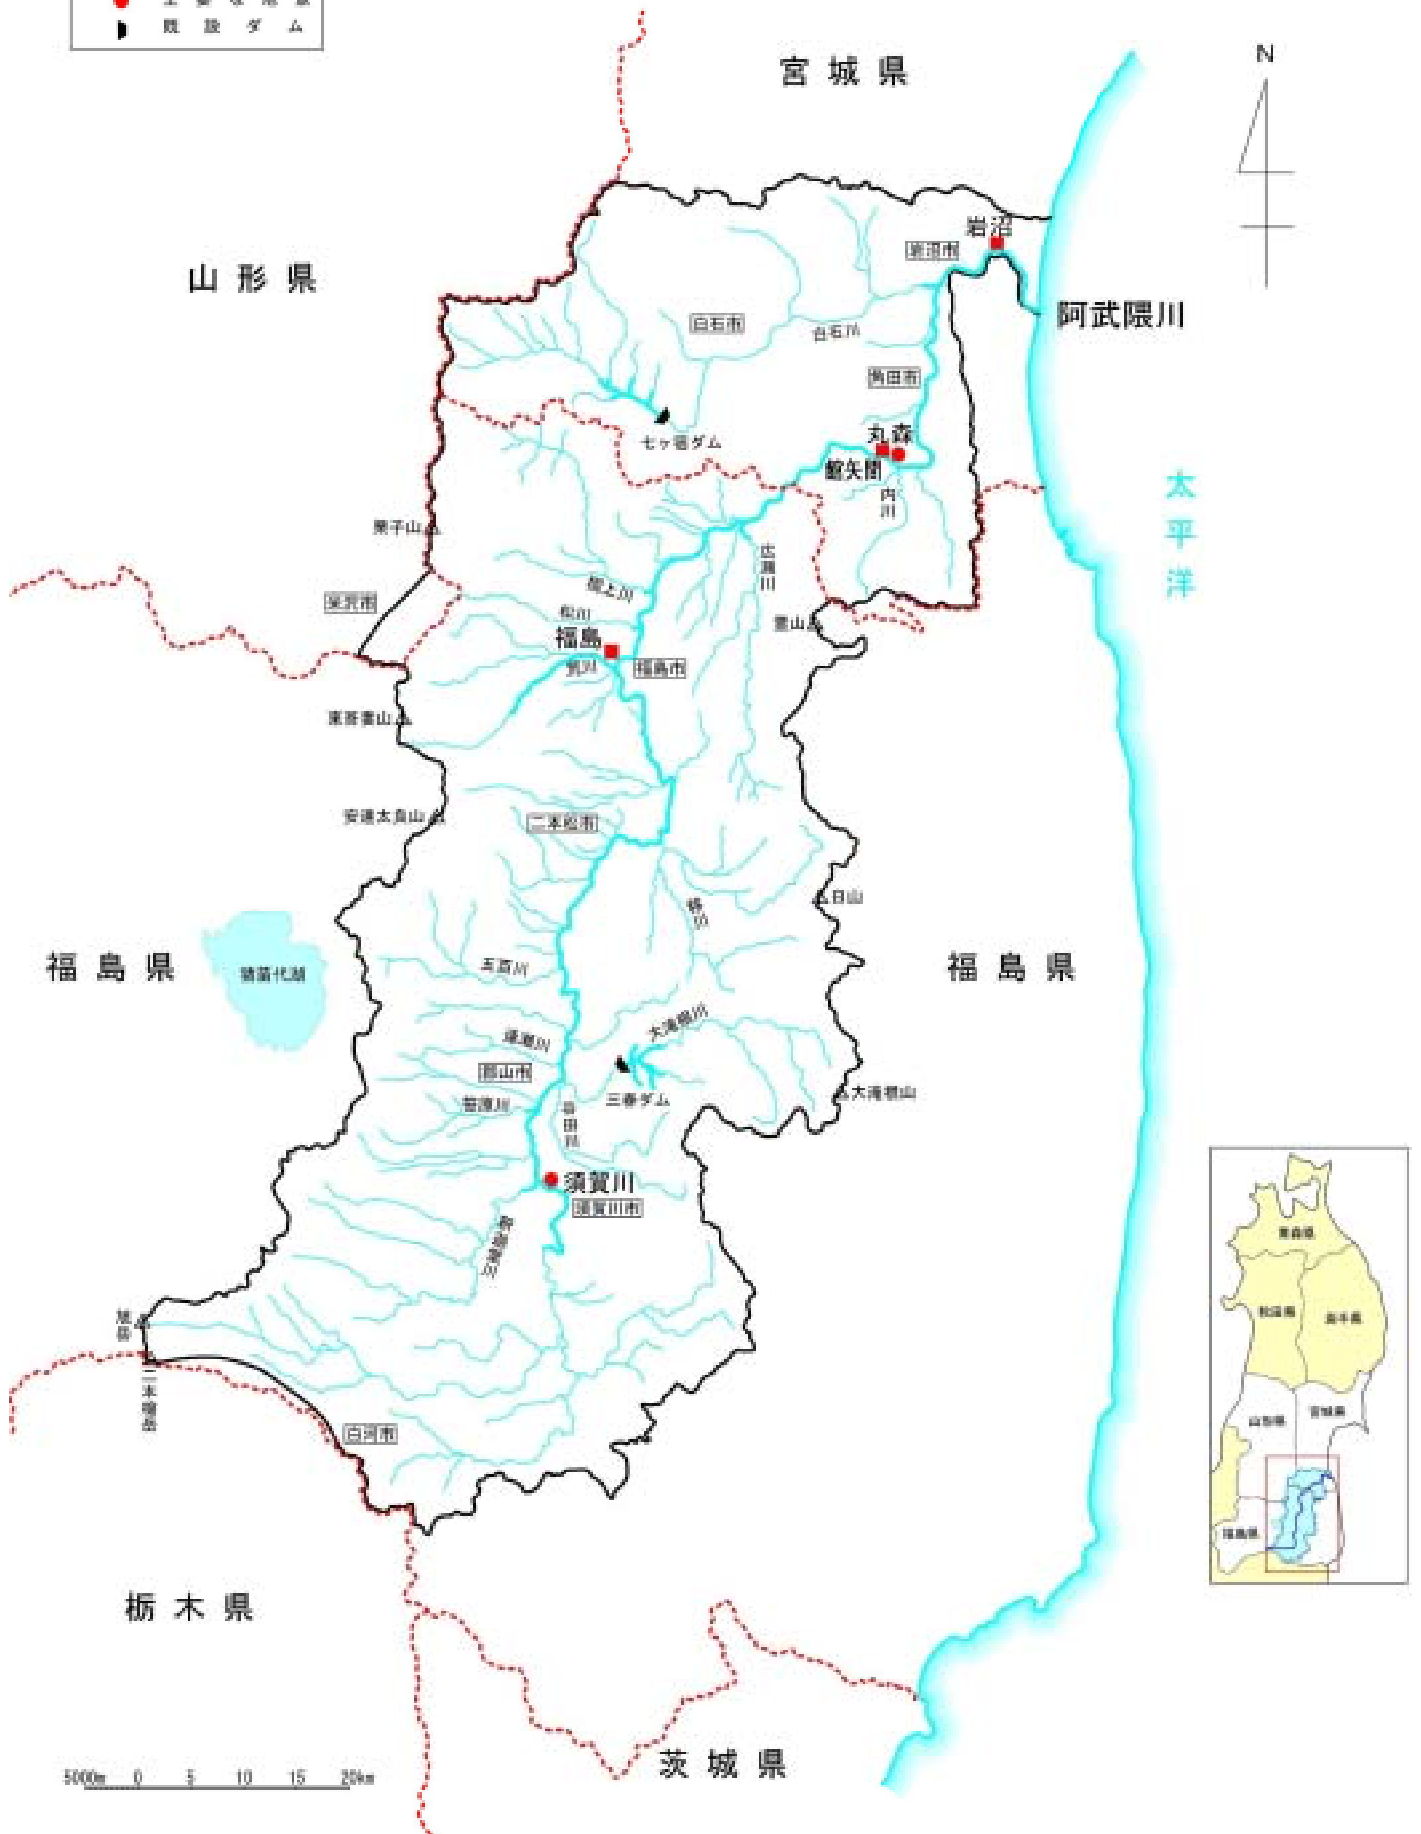 既設ダム
宮城県
N
岩沼
岩沼市
山形県
阿武隈川
白石市
白石川
角田市
丸森
七ヶ宿ダム
舘矢間
太平洋
内川
栗子山
広瀬川
摺上川
米沢市
松川
霊山
福島
荒川
福島市
東吾妻山
安達太良山
二本松市
日山
移川
福島県
猪苗代湖
五百川
福島県
大滝根川
逢瀬川
郡山市
三春ダム
大滝根山
笹原川
谷田川
須賀川
須賀川市
釈迦堂川
青森県
秋田県
岩手県
旭岳
二本槍岳
山形県
宮城県
白河市
福島県
栃木県
茨城県
5000m 0 5 10 15 20km